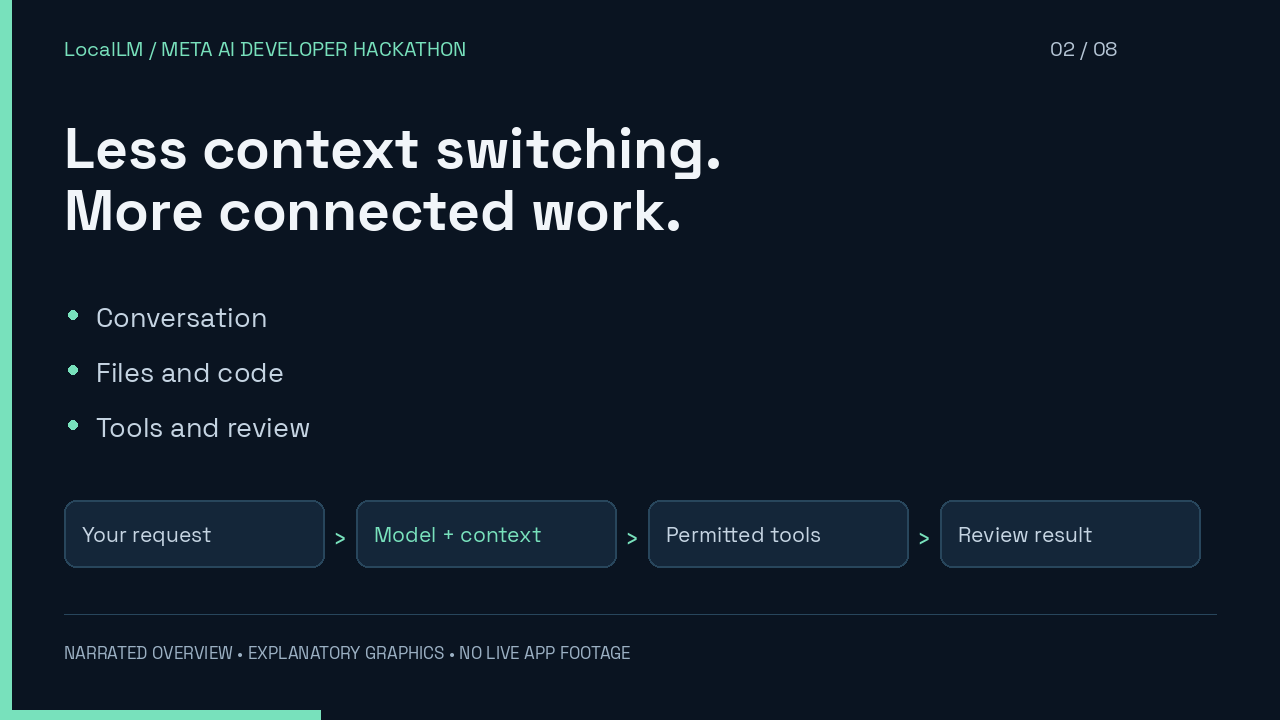 LocalLM / META AI DEVELOPER HACKATHON
02 / 08
Less context switching.
More connected work.
• Conversation
• Files and code
• Tools and review
Your request > Model + context > Permitted tools > Review result
NARRATED OVERVIEW • EXPLANATORY GRAPHICS • NO LIVE APP FOOTAGE